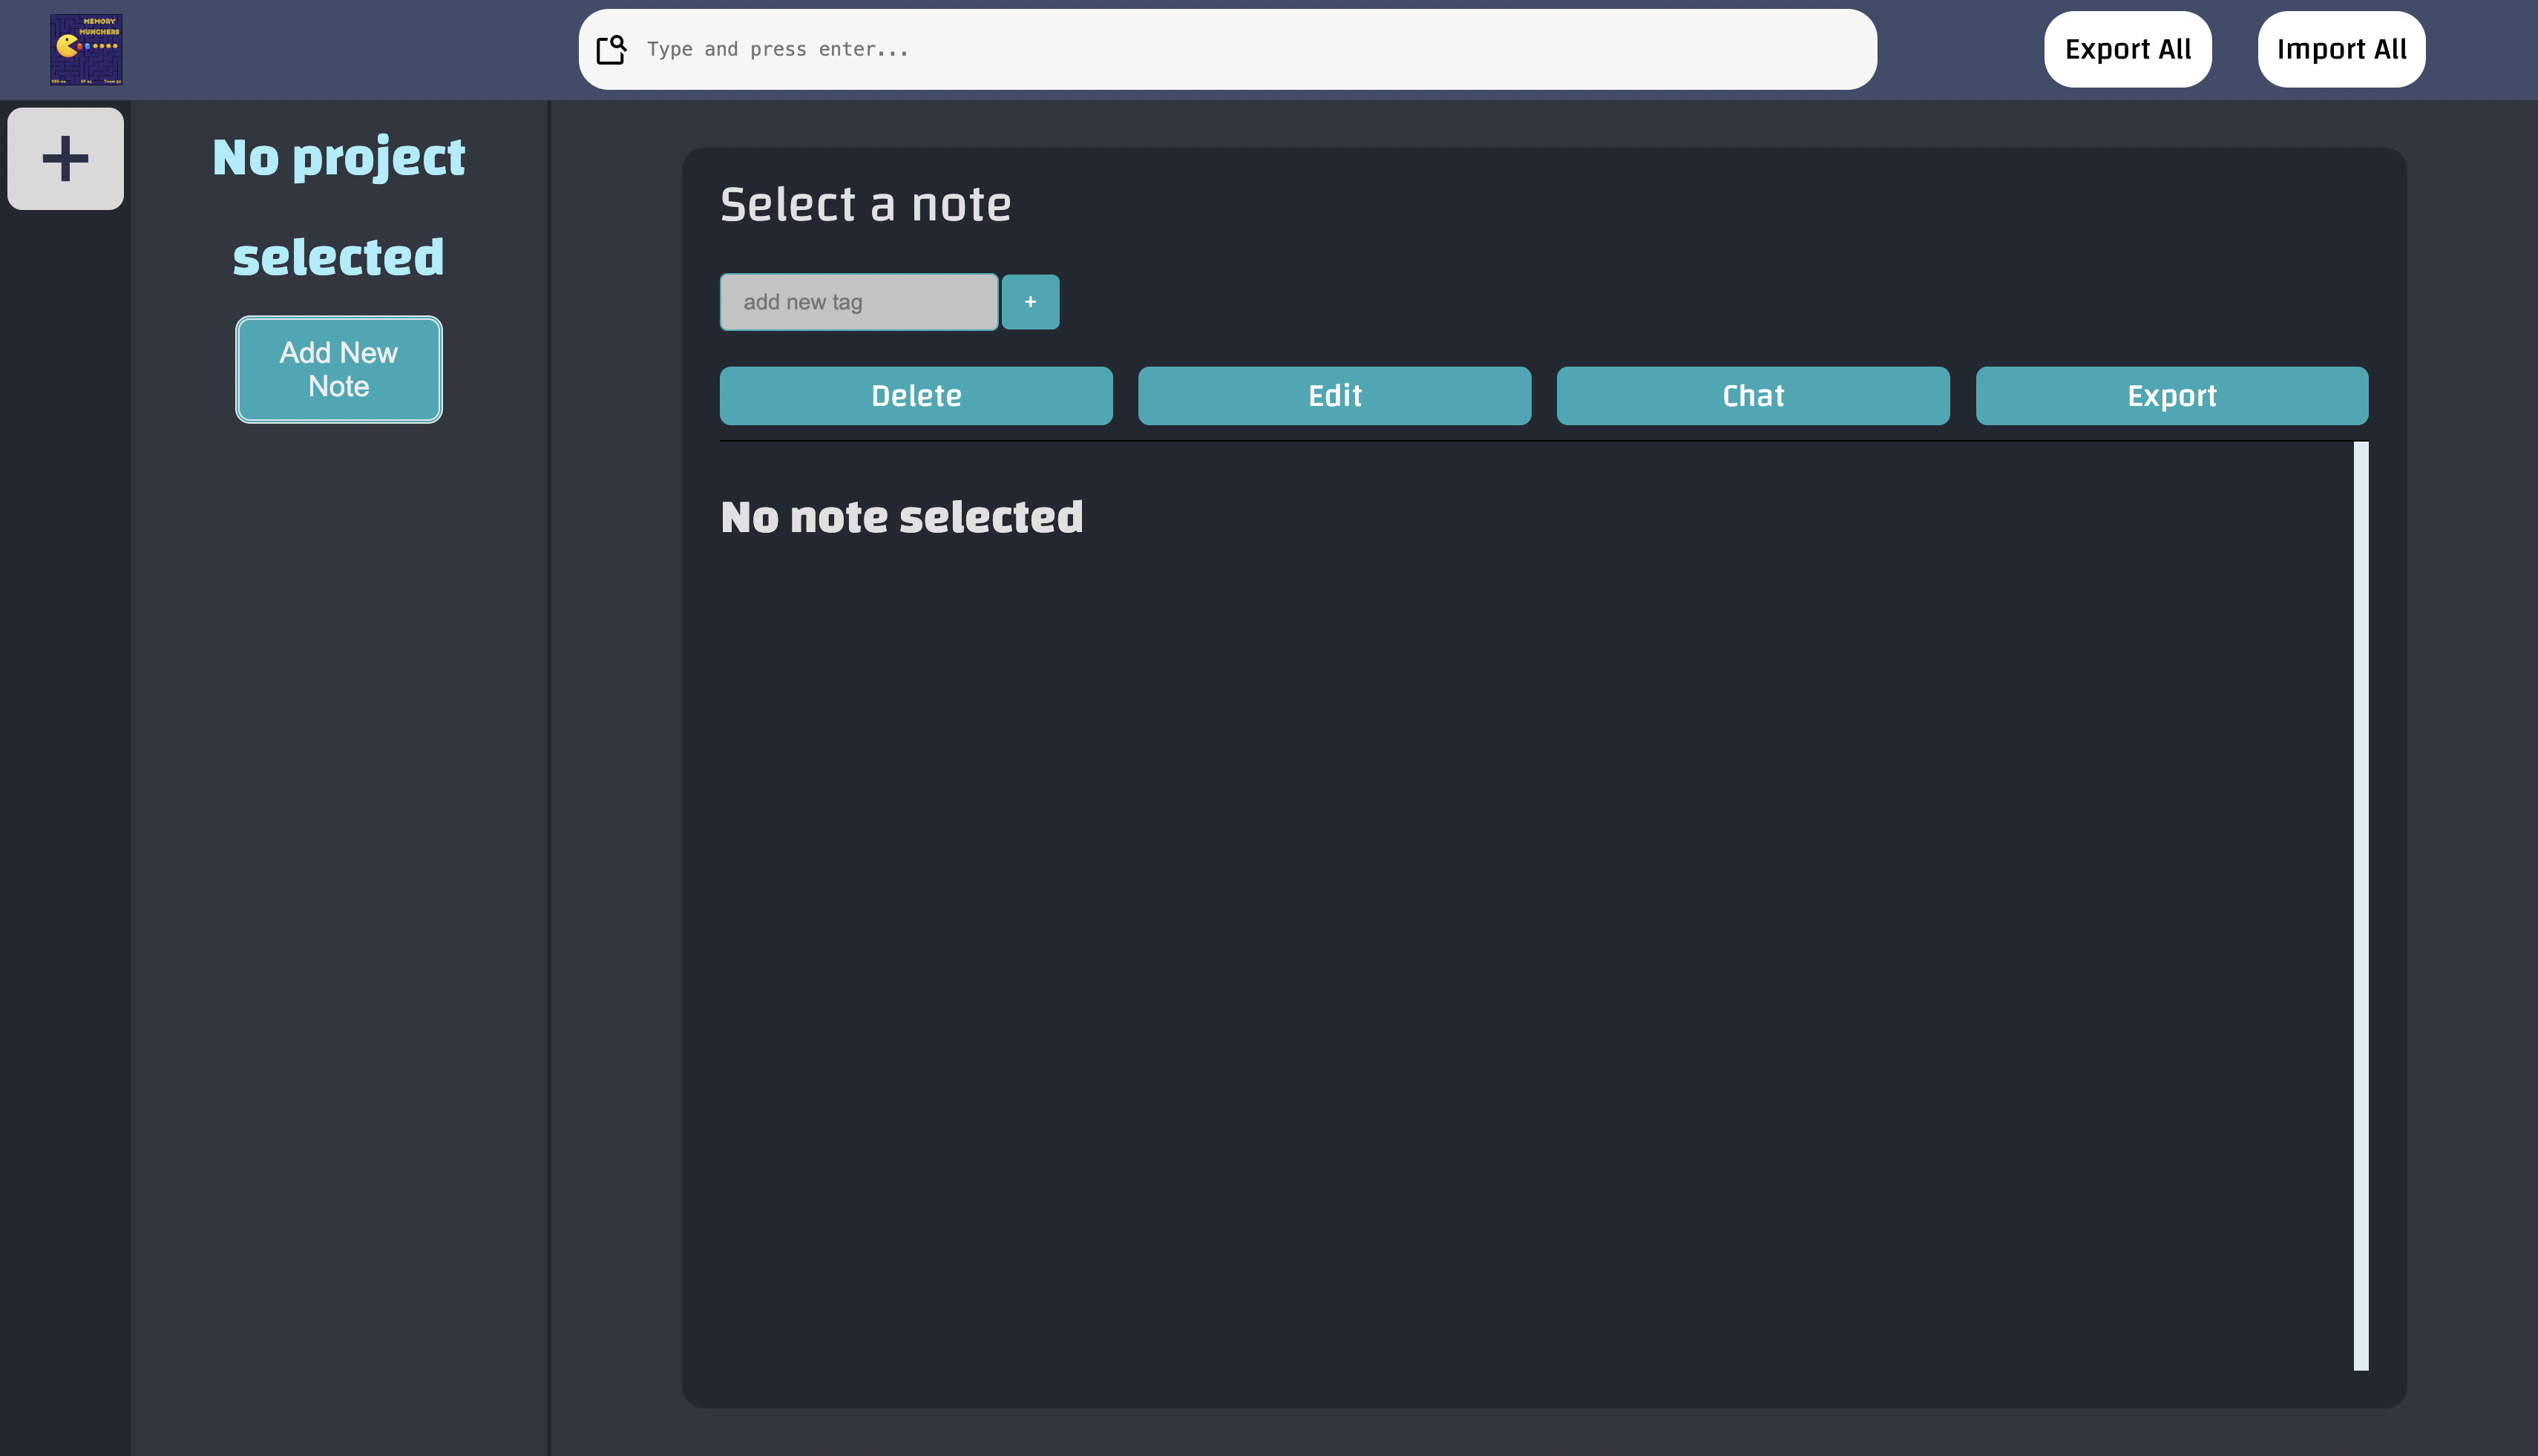 MEMORY
MUNCHERS
Type and press enter...
Export All
Import All
+
No project
selected
Add New
Note
Select a note
add new tag
+
Delete
Edit
Chat
Export
No note selected